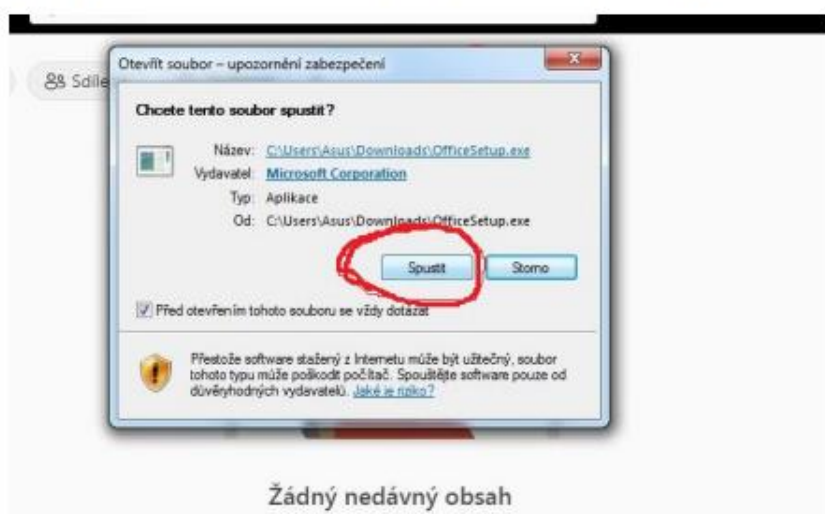 Sdíle
Otevřít soubor – upozornění zabezpečení
Chcete tento soubor spustit?
Název: C:\Users\Asus\Downloads\OfficeSetup.exe
Vydavatel: Microsoft Corporation
Typ: Aplikace
Od: C:\Users\Asus\Downloads\OfficeSetup.exe
Spustit Storno
Před otevřením tohoto souboru se vždy dotázat
Přestože software stažený z Internetu může být užitečný, soubor
tohoto typu může poškodit počítač. Spouštějte software pouze od
důvěryhodných vydavatelů. Jaké je riziko?
Žádný nedávný obsah